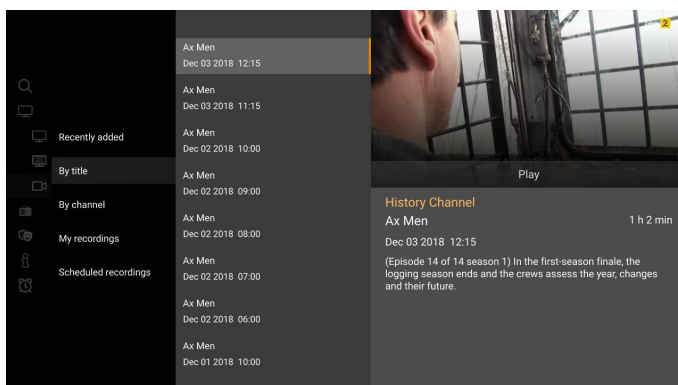 Recently added
By title
By channel
My recordings
Scheduled recordings
Ax Men
Dec 03 2018 12:15
Ax Men
Dec 03 2018 11:15
Ax Men
Dec 02 2018 10:00
Ax Men
Dec 02 2018 09:00
Ax Men
Dec 02 2018 08:00
Ax Men
Dec 02 2018 07:00
Ax Men
Dec 02 2018 06:00
Ax Men
Dec 01 2018 10:00
2
Play
History Channel
Ax Men 1 h 2 min
Dec 03 2018 12:15
(Episode 14 of 14 season 1) In the first-season finale, the
logging season ends and the crews assess the year, changes
and their future.